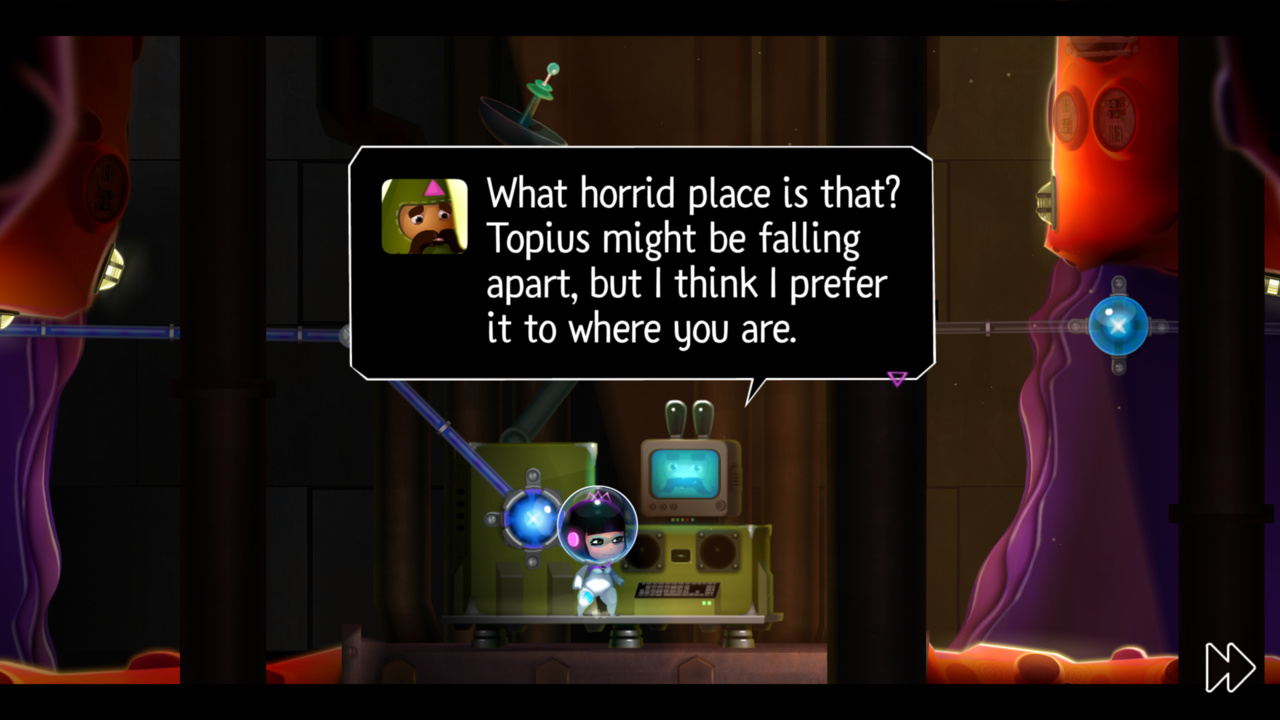 What horrid place is that?
Topius might be falling
apart, but I think I prefer
it to where you are.